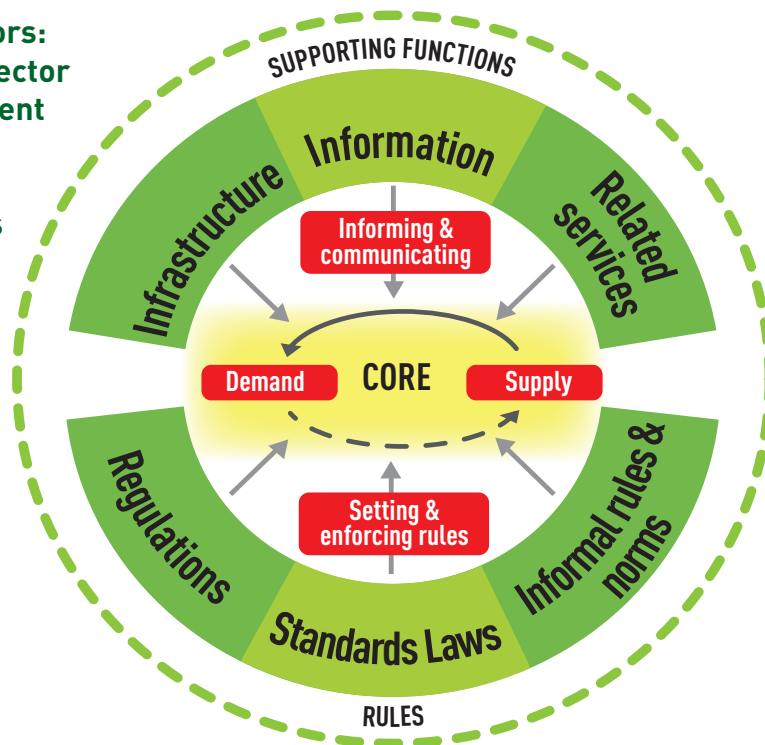 ors:
ector
ent
s
SUPPORTING FUNCTIONS
Infrastructure
Information
Related
services
Informing &
communicating
Demand
CORE
Supply
Setting &
enforcing rules
Regulations
Standards Laws
Informal rules &
norms
RULES